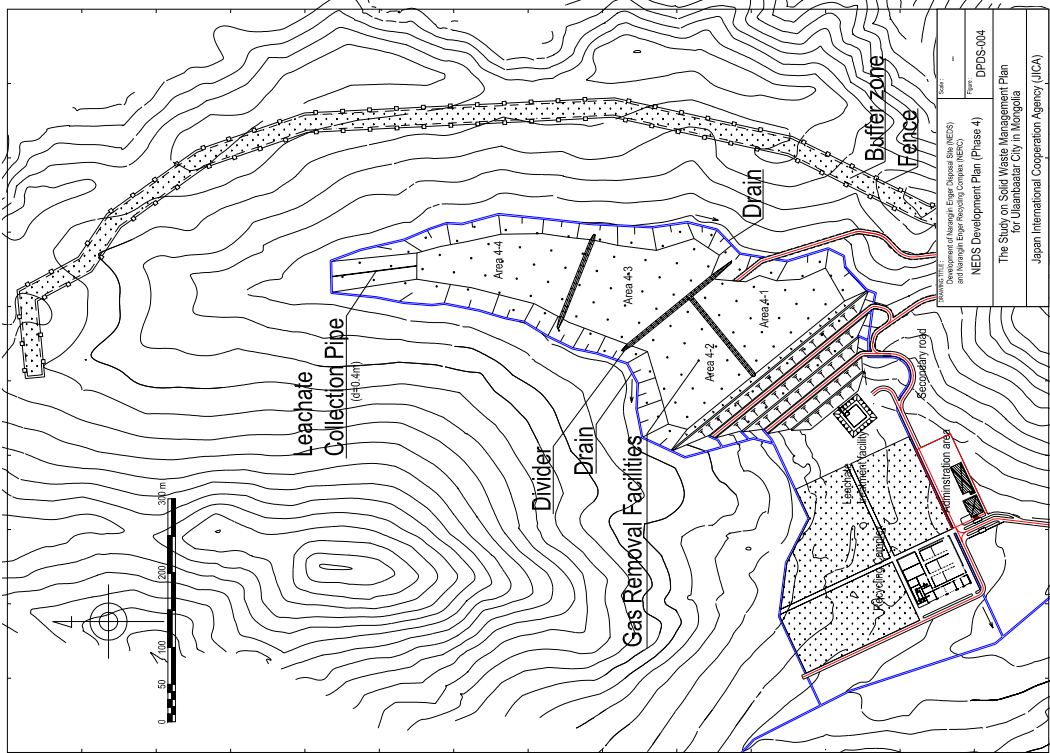 Leachate
Collection Pipe
(d=0.4m)
Divider
Drain
Gas Removal Facilities
Area 4-4
Area 4-3
Area 4-2
Area 4-1
Drain
Buffer zone
Fence
Secondary road
Leachate
treatment facility
Adminstration area
Recycling Complex
0 50 100 200 300 m
DRAWING TITLE :
Development of Narangin Enger Disposal Site (NEDS)
and Narangin Enger Recycling Complex (NERC)
NEDS Development Plan (Phase 4)
Scale :
--
Figure :
DPDS-004
The Study on Solid Waste Management Plan
for Ulaanbaatar City in Mongolia
Japan International Cooperation Agency (JICA)